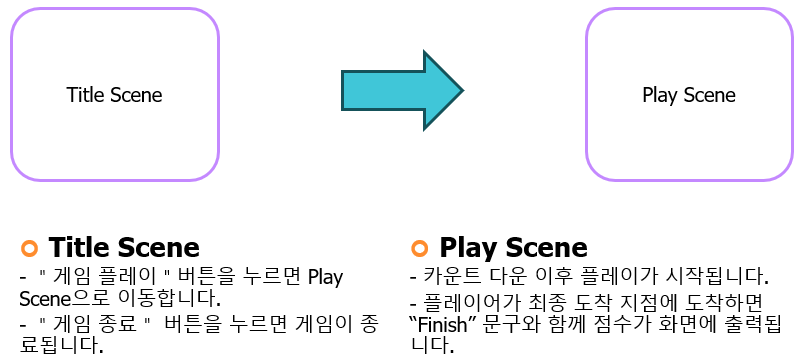 Title Scene
Play Scene
Title Scene
- " 게임 플레이 " 버튼을 누르면 Play
Scene으로 이동합니다.
- " 게임 종료 " 버튼을 누르면 게임이 종
료됩니다.
Play Scene
- 카운트 다운 이후 플레이가 시작됩니다.
- 플레이어가 최종 도착 지점에 도착하면
“Finish” 문구와 함께 점수가 화면에 출력됩
니다.